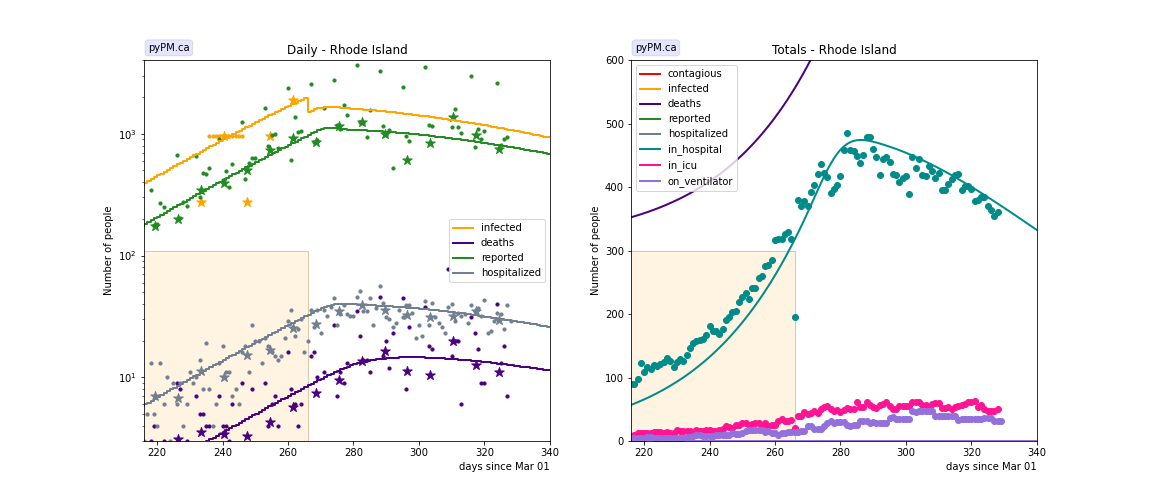 pyPM.ca
Daily - Rhode Island
Number of people
10³
10²
10¹
infected
deaths
reported
hospitalized
220 240 260 280 300 320 340
days since Mar 01
pyPM.ca
Totals - Rhode Island
Number of people
600
500
400
300
200
100
0
contagious
infected
deaths
reported
hospitalized
in_hospital
in_icu
on_ventilator
220 240 260 280 300 320 340
days since Mar 01